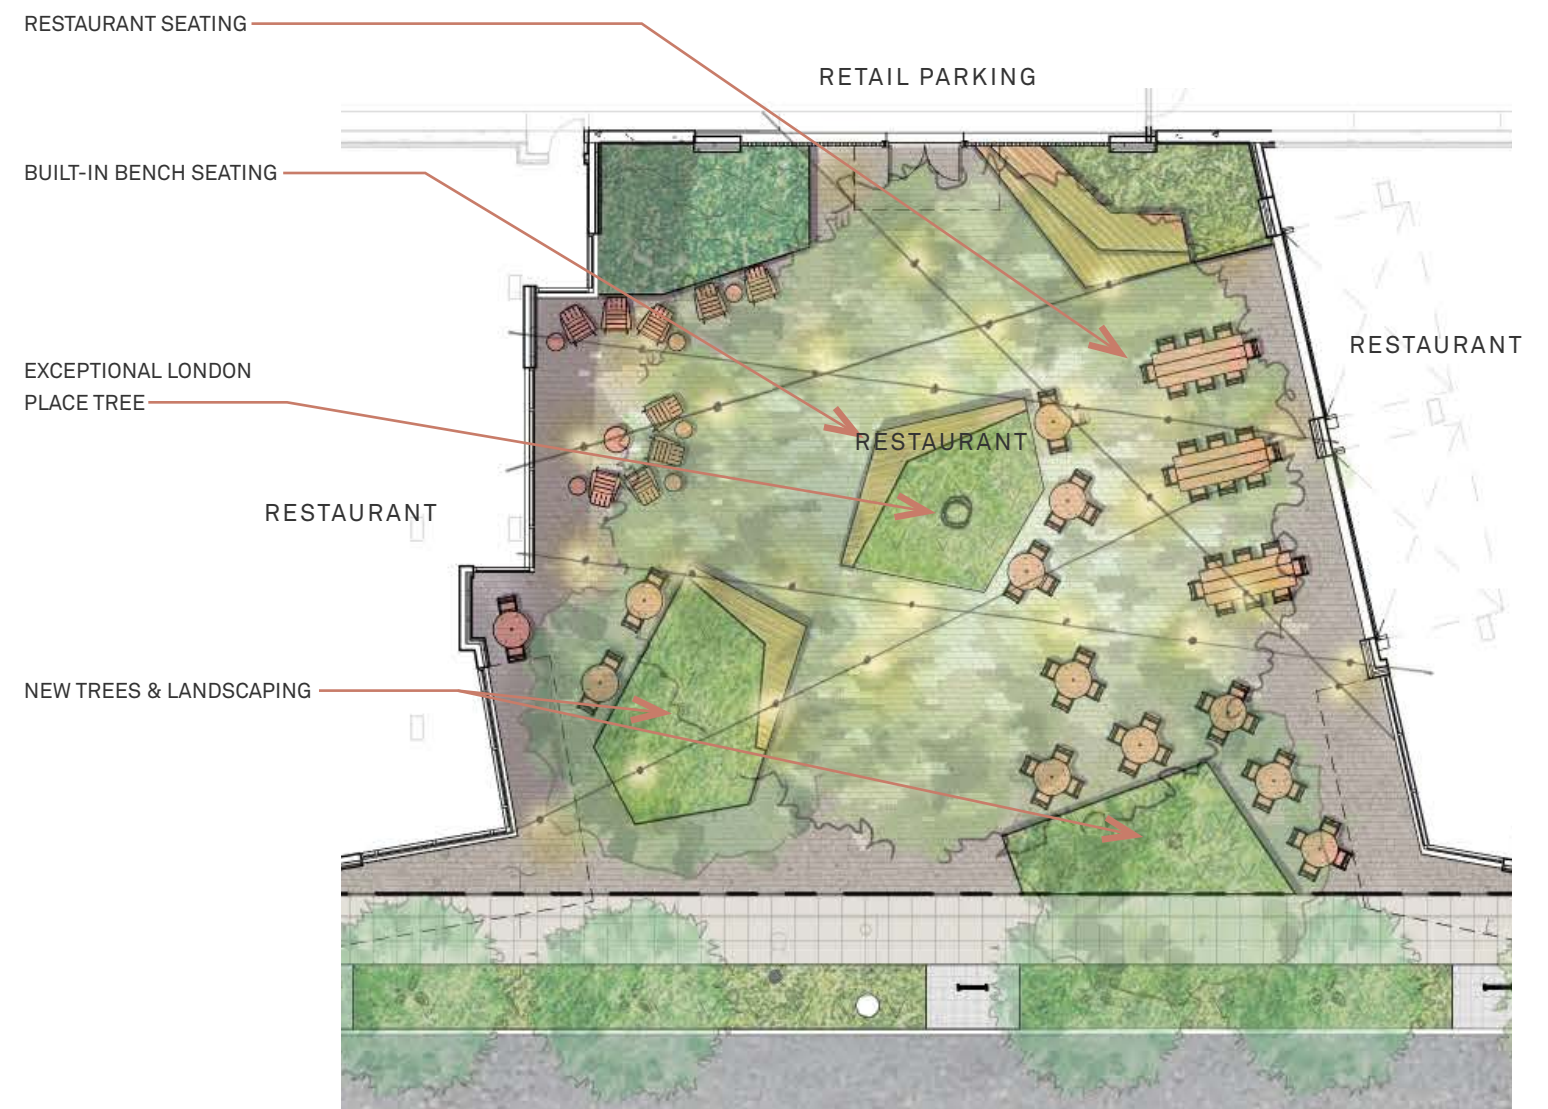 RESTAURANT SEATING
RETAIL PARKING
BUILT-IN BENCH SEATING
RESTAURANT
EXCEPTIONAL LONDON
PLACE TREE
RESTAURANT
RESTAURANT
NEW TREES & LANDSCAPING